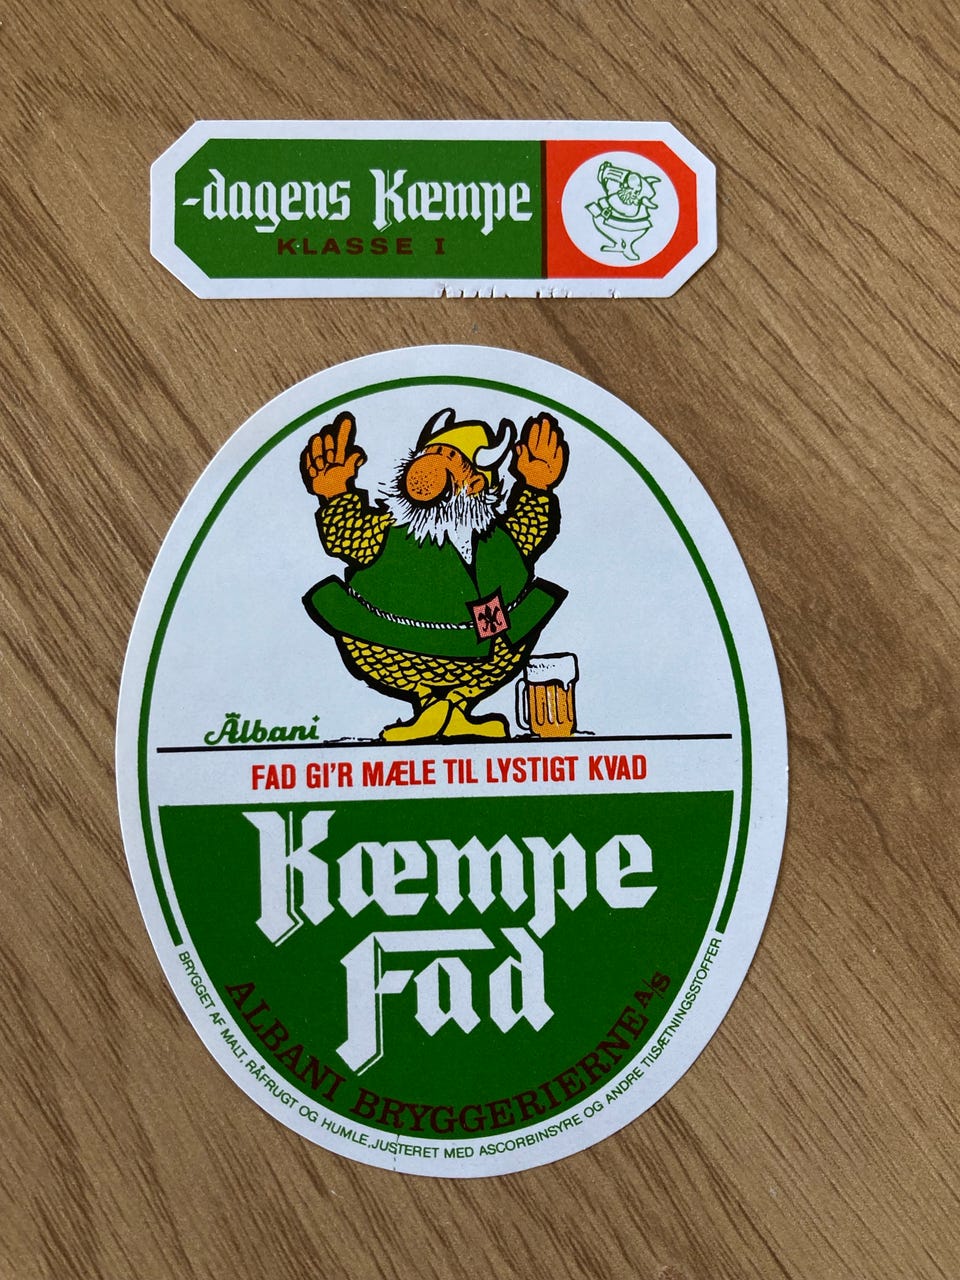 -dagens Kæmpe
KLASSE I
Albani
FAD GI'R MÆLE TIL LYSTIGT KVAD
Kæmpe
Fad
ALBANI BRYGGERIERNE A/S
BRYGGET AF MALT, RÅFRUGT OG HUMLE, JUSTERET MED ASCORBINSYRE OG ANDRE TILSÆTNINGSSTOFFER